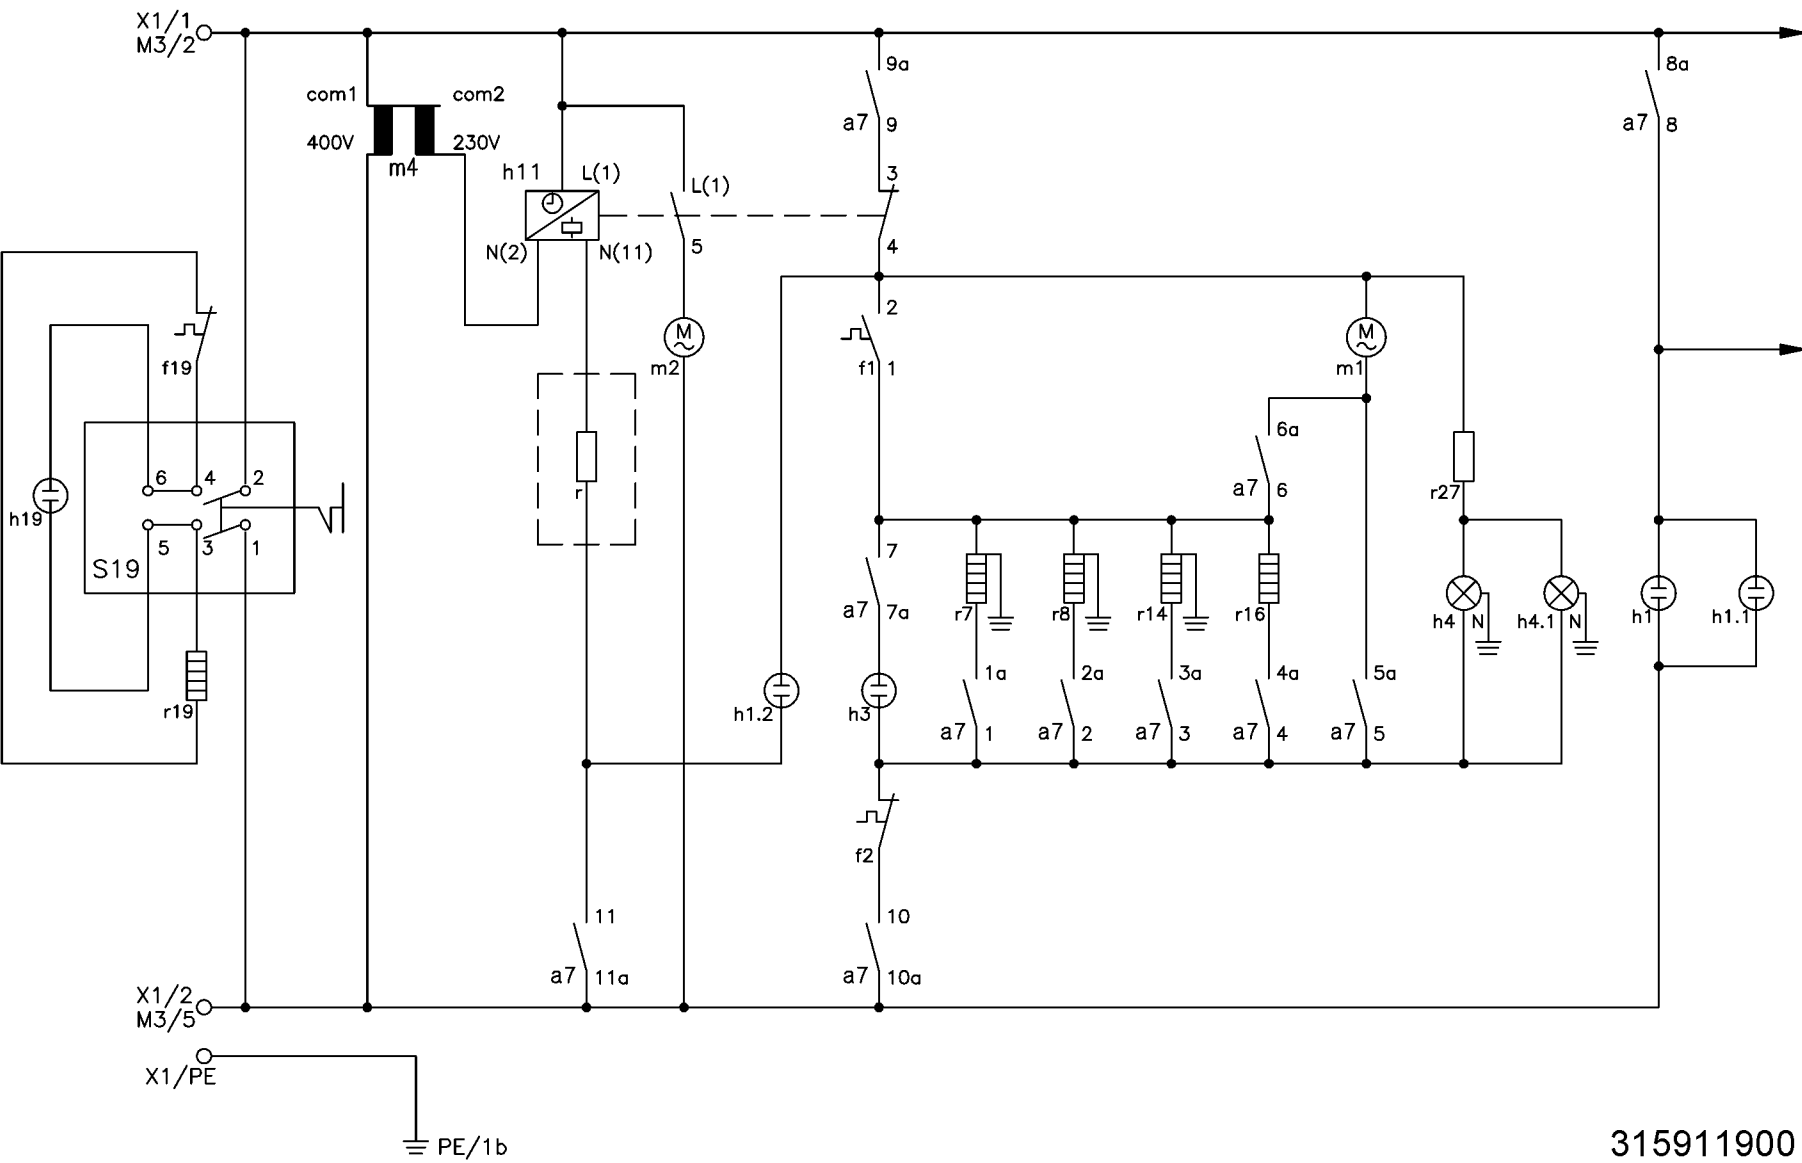 X1/1
M3/2
9a
8a
com1
com2
a7
9
a7
8
400V
230V
m4
h11
L(1)
3
L(1)
N(2)
N(11)
5
4
2
M
M
f19
m2
f1
1
m1
6a
6
4
2
a7
6
r
r27
h19
5
3
1
7
S19
a7
7a
r7
r8
r14
r16
h4
N
h4.1
N
h1
h1.1
1a
2a
3a
4a
5a
r19
h1.2
h3
a7
1
a7
2
a7
3
a7
4
a7
5
f2
11
10
a7
11a
a7
10a
X1/2
M3/5
X1/PE
PE/1b
315911900